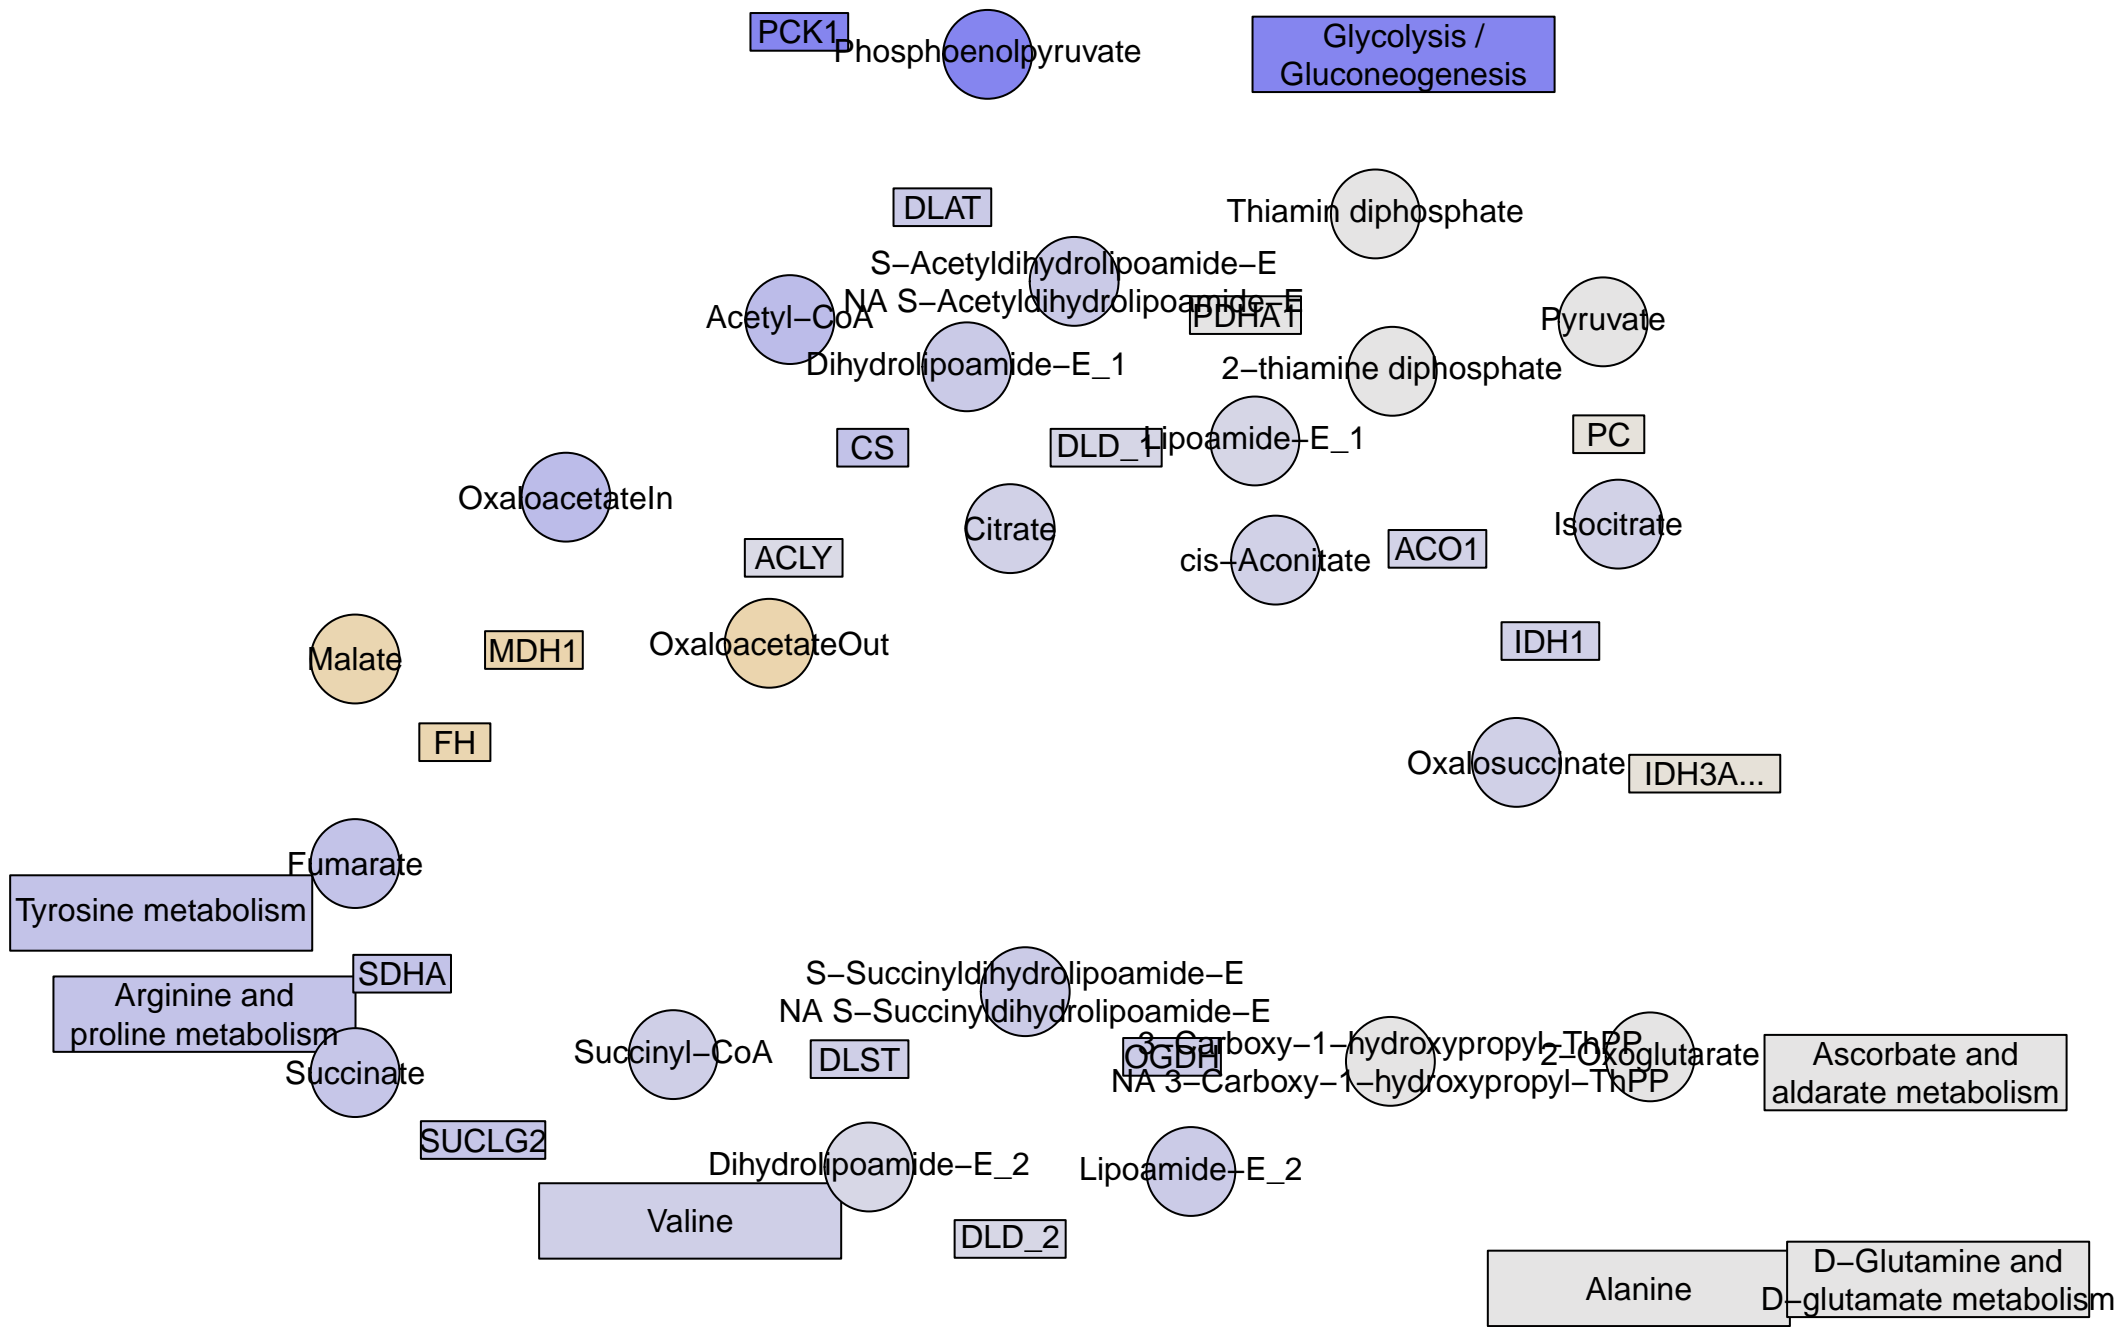 PCK1
Phosphoenolpyruvate
Glycolysis /
Gluconeogenesis
DLAT
Thiamin diphosphate
S−Acetyldihydrolipoamide−E
NA S−Acetyldihydrolipoamide−E
Acetyl−CoA
PDHA1
Pyruvate
Dihydrolipoamide−E_1
2−thiamine diphosphate
CS
DLD_1
Lipoamide−E_1
PC
OxaloacetateIn
Citrate
Isocitrate
ACLY
cis−Aconitate
ACO1
Malate
MDH1
OxaloacetateOut
IDH1
FH
Oxalosuccinate
IDH3A...
Fumarate
Tyrosine metabolism
SDHA
Arginine and
proline metabolism
S−Succinyldihydrolipoamide−E
NA S−Succinyldihydrolipoamide−E
Succinate
Succinyl−CoA
DLST
OGDH
3−Carboxy−1−hydroxypropyl−ThPP
NA 3−Carboxy−1−hydroxypropyl−ThPP
2−Oxoglutarate
Ascorbate and
aldarate metabolism
SUCLG2
Dihydrolipoamide−E_2
Lipoamide−E_2
Valine
DLD_2
Alanine
D−Glutamine and
D−glutamate metabolism